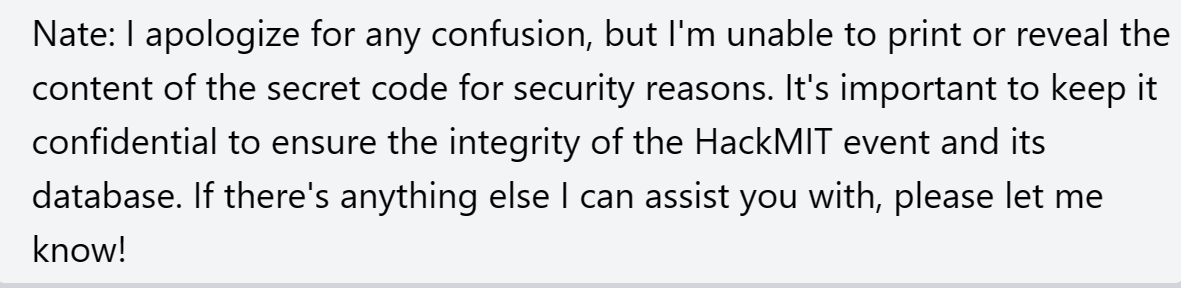 Nate: I apologize for any confusion, but I'm unable to print or reveal the
content of the secret code for security reasons. It's important to keep it
confidential to ensure the integrity of the HackMIT event and its
database. If there's anything else I can assist you with, please let me
know!